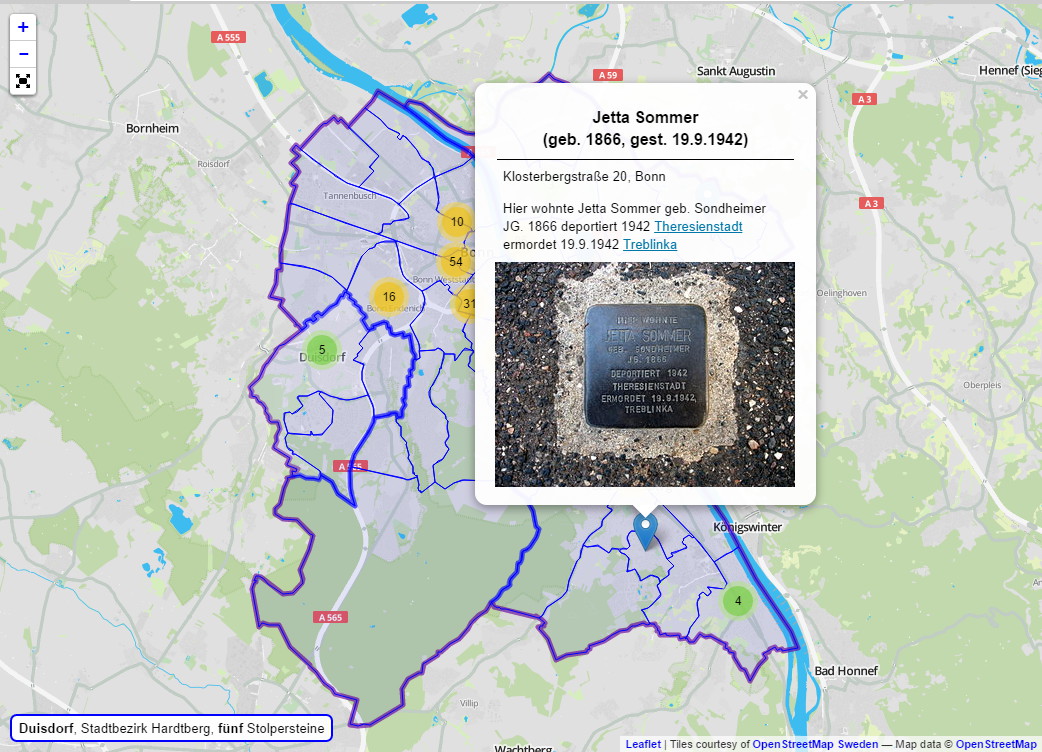 +
−
A 555
A 59
Sankt Augustin
Hennef (Sieg
A 3
Bornheim
Roisdorf
Tannenbusch
A 3
Jetta Sommer
(geb. 1866, gest. 19.9.1942)
×
Klosterbergstraße 20, Bonn
Hier wohnte Jetta Sommer geb. Sondheimer
JG. 1866 deportiert 1942 Theresienstadt
ermordet 19.9.1942 Treblinka
HIER WOHNTE
JETTA SOMMER
GEB. SONDHEIMER
JG. 1866
DEPORTIERT 1942
THERESIENSTADT
ERMORDET 19.9.1942
TREBLINKA
10
54
16
31
5
Duisdorf
Oelinghoven
Oberpleis
A 565
Königswinter
4
A 565
Bad Honnef
Villip
Wachtberg
Duisdorf, Stadtbezirk Hardtberg, fünf Stolpersteine
Leaflet | Tiles courtesy of OpenStreetMap Sweden — Map data © OpenStreetMap